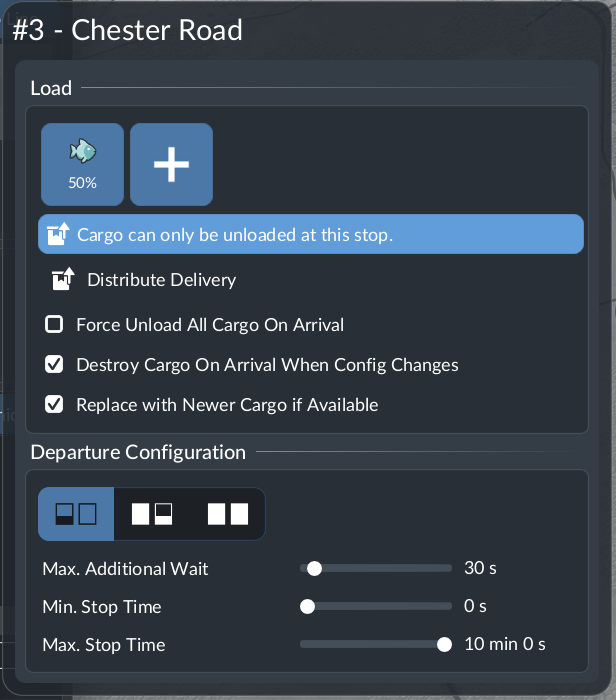 #3 - Chester Road
Load
50%
Cargo can only be unloaded at this stop.
Distribute Delivery
Force Unload All Cargo On Arrival
Destroy Cargo On Arrival When Config Changes
Replace with Newer Cargo if Available
Departure Configuration
Max. Additional Wait 30 s
Min. Stop Time 0 s
Max. Stop Time 10 min 0 s